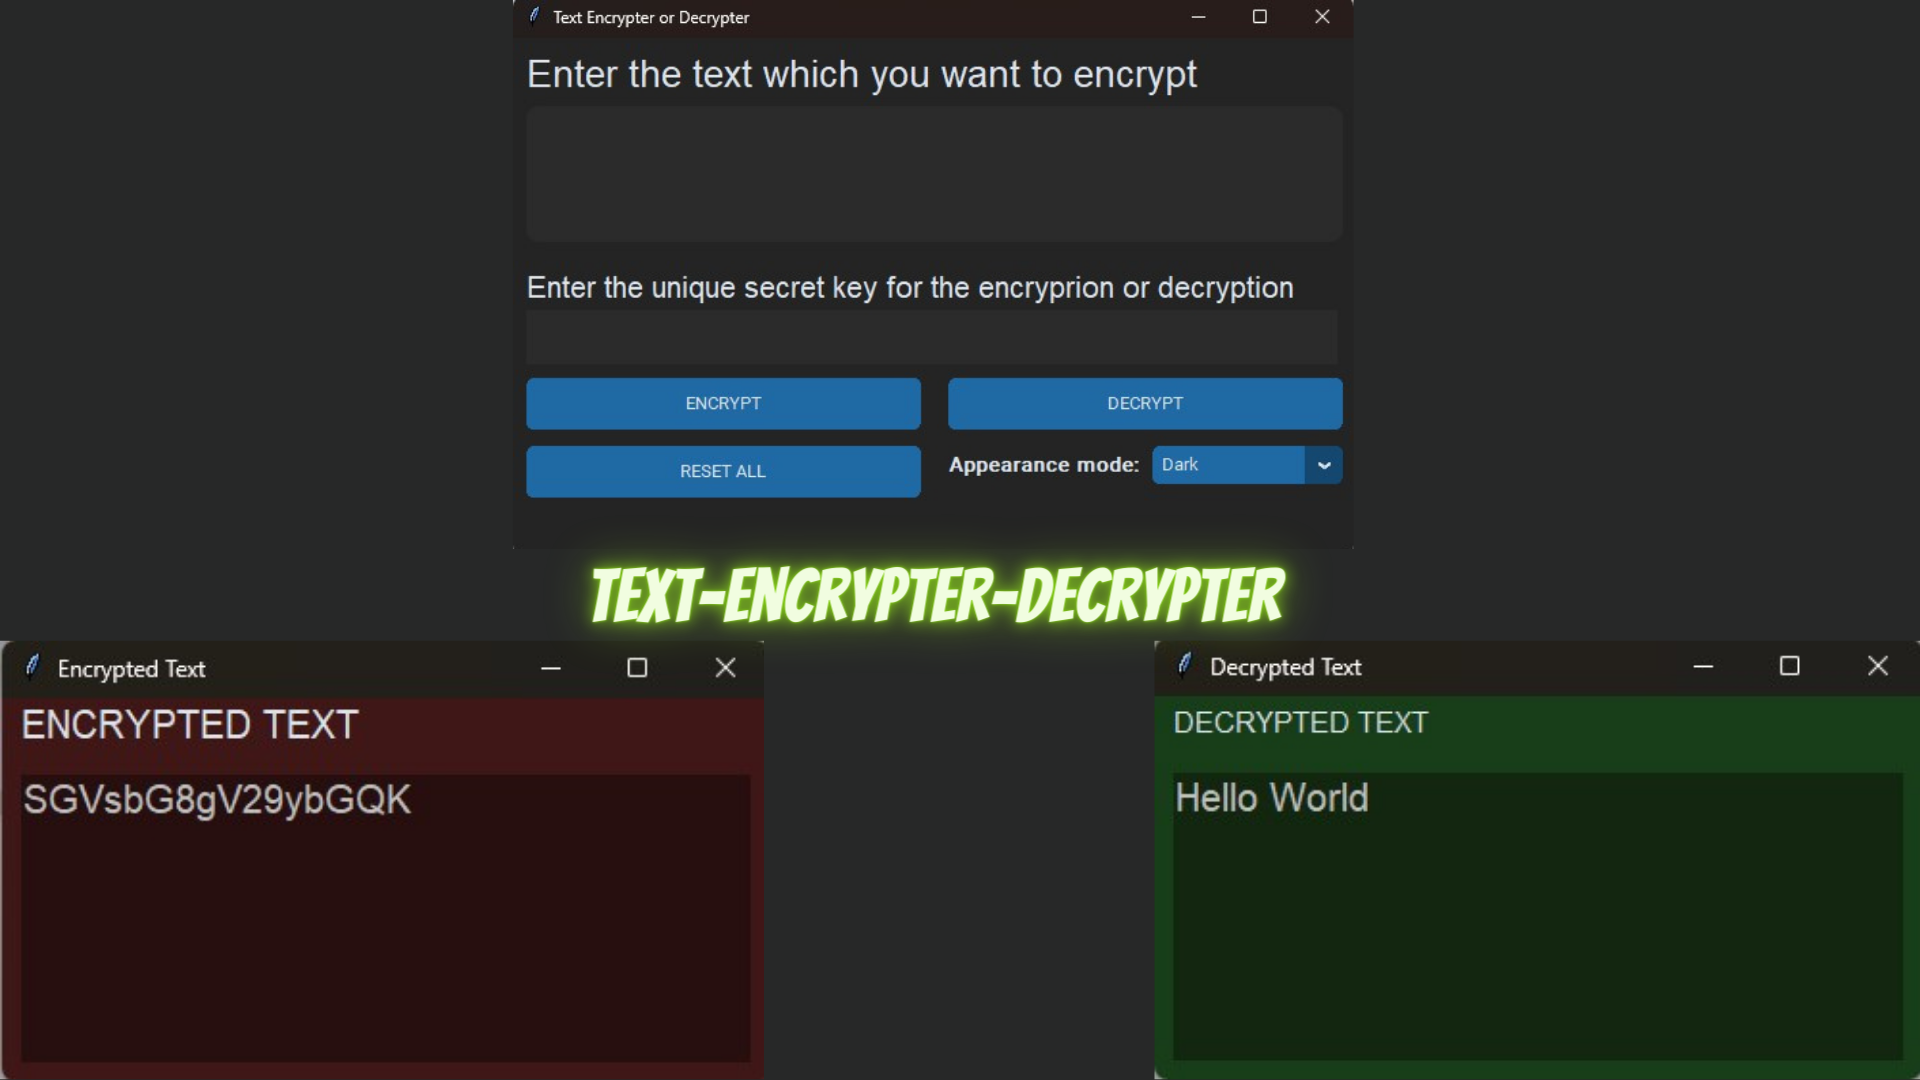 Text Encrypter or Decrypter
Enter the text which you want to encrypt
Enter the unique secret key for the encryprion or decryption
ENCRYPT
DECRYPT
RESET ALL
Appearance mode:
Dark
TEXT-ENCRYPTER-DECRYPTER
Encrypted Text
ENCRYPTED TEXT
SGVsbG8gV29ybGQK
Decrypted Text
DECRYPTED TEXT
Hello World